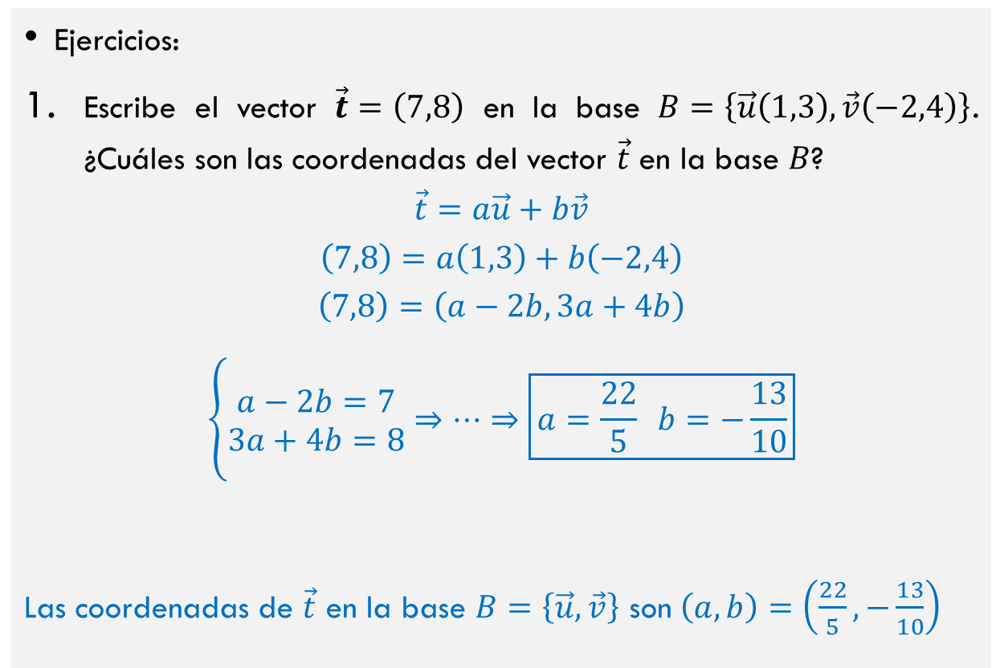 • Ejercicios:
1. Escribe el vector $\vec{t} = (7,8)$ en la base $B = \{\vec{u}(1,3), \vec{v}(-2,4)\}$.
¿Cuáles son las coordenadas del vector $\vec{t}$ en la base $B$?
$\vec{t} = a\vec{u} + b\vec{v}$
$(7,8) = a(1,3) + b(-2,4)$
$(7,8) = (a - 2b, 3a + 4b)$
$\begin{cases} a - 2b = 7 \\ 3a + 4b = 8 \end{cases} \Rightarrow \cdots \Rightarrow \boxed{a = \frac{22}{5} \; b = -\frac{13}{10}}$
Las coordenadas de $\vec{t}$ en la base $B = \{\vec{u}, \vec{v}\}$ son $(a, b) = \left(\frac{22}{5}, -\frac{13}{10}\right)$